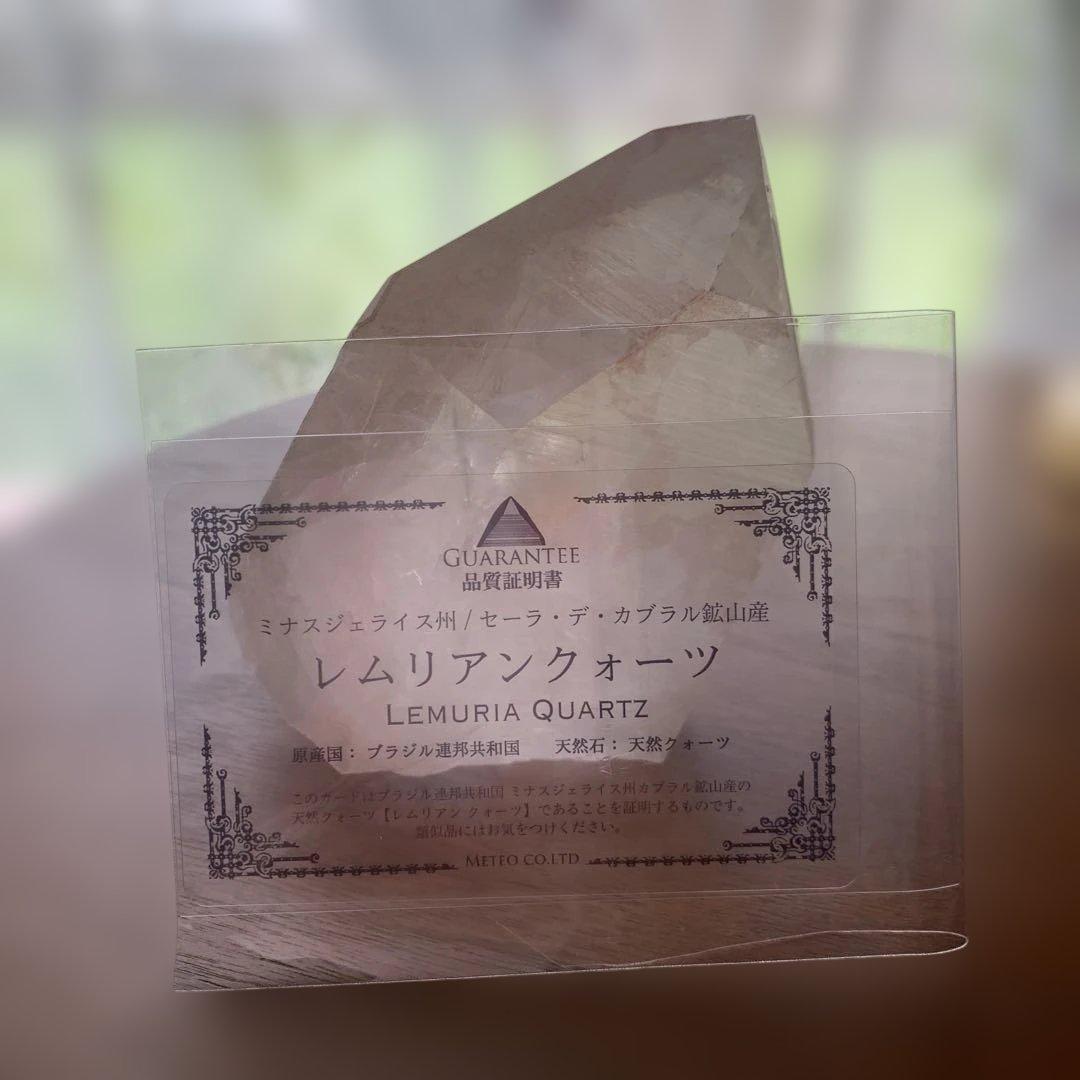 GUARANTEE
品質証明書
ミナスジェライス州 / セーラ・デ・カブラル鉱山産
レムリアンクォーツ
LEMURIA QUARTZ
原産国： ブラジル連邦共和国 天然石： 天然クォーツ
このカードはブラジル連邦共和国 ミナスジェライス州カブラル鉱山産の
天然クォーツ【レムリアンクォーツ】であることを証明するものです。
類似品にはお気をつけください。
METEO CO.LTD